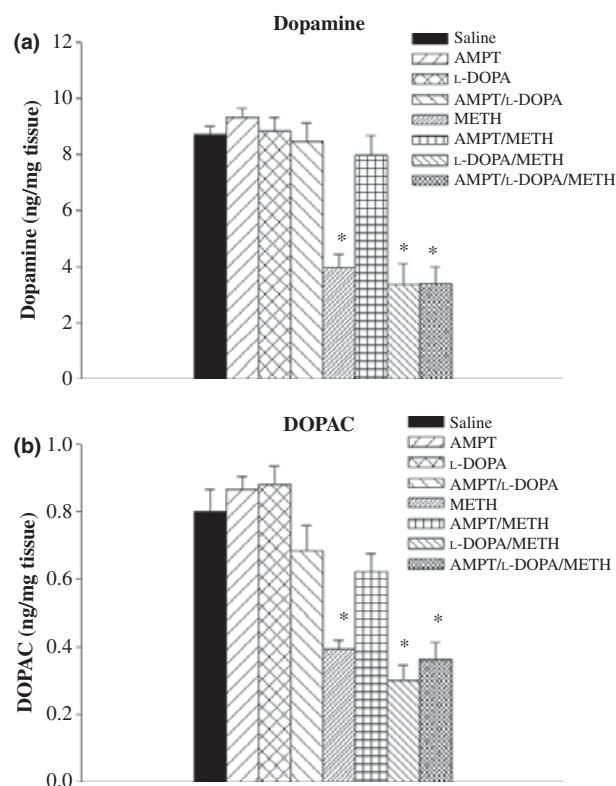 (a)
Dopamine
Saline
AMPT
L-DOPA
AMPT/L-DOPA
METH
AMPT/METH
L-DOPA/METH
AMPT/L-DOPA/METH
Dopamine (ng/mg tissue)
12
10
8
6
4
2
0
*
*
*
(b)
DOPAC
Saline
AMPT
L-DOPA
AMPT/L-DOPA
METH
AMPT/METH
L-DOPA/METH
AMPT/L-DOPA/METH
DOPAC (ng/mg tissue)
1.0
0.8
0.6
0.4
0.2
0.0
*
*
*